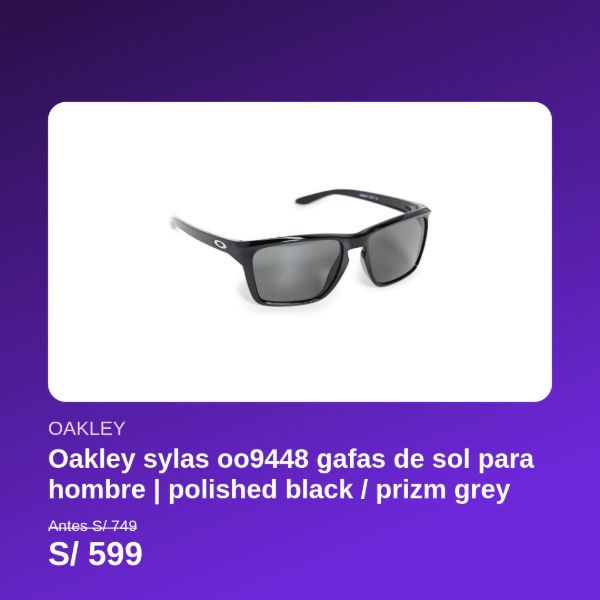 OAKLEY
Oakley sylas oo9448 gafas de sol para
hombre | polished black / prizm grey
Antes S/ 749
S/ 599